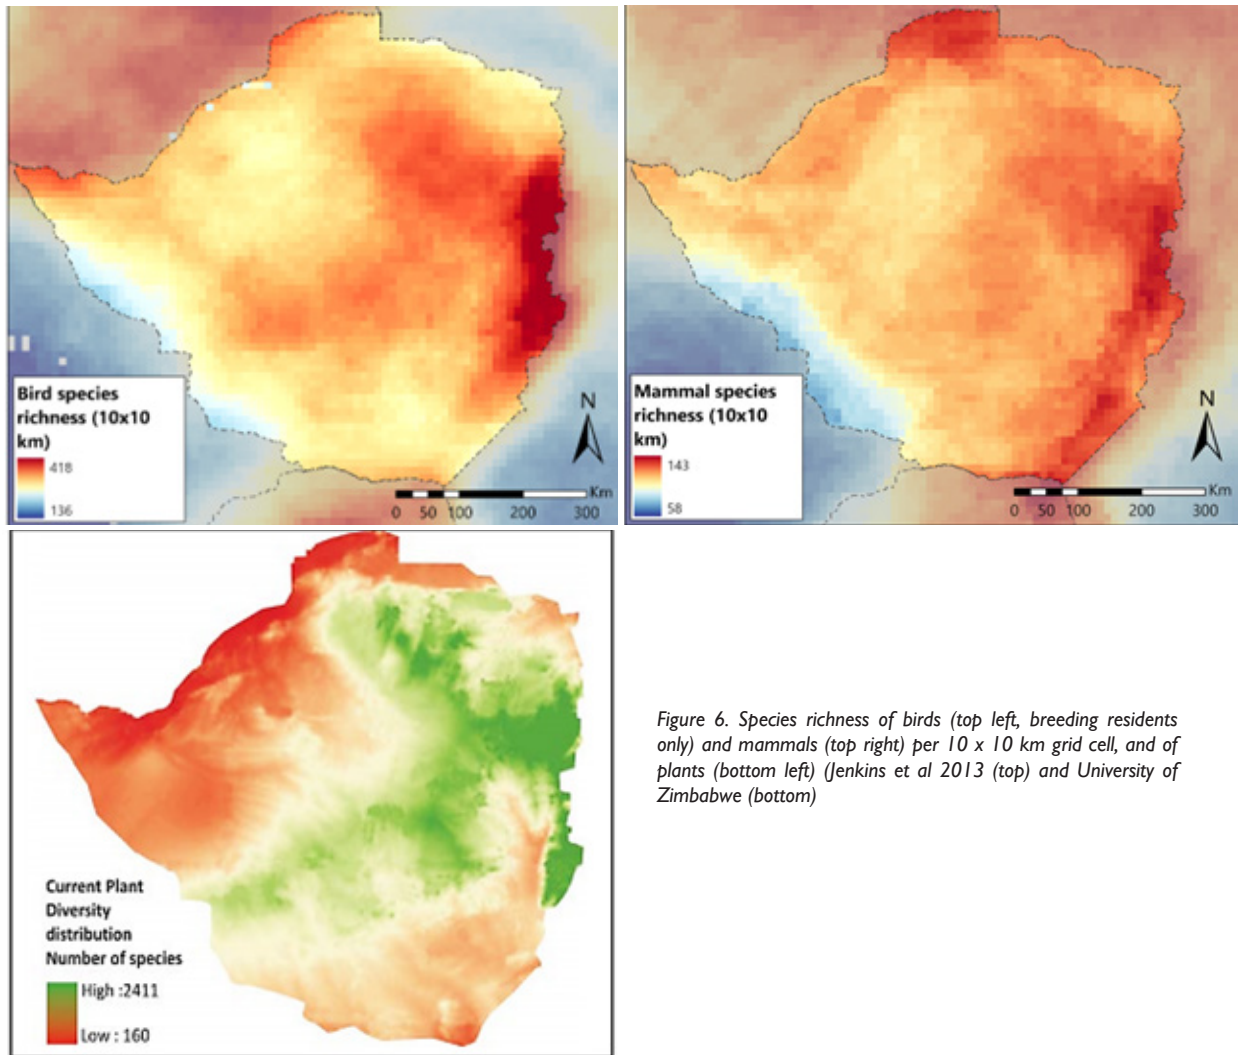 Bird species
richness (10x10
km)
418
136
N
Km
0 50 100 200 300
Mammal species
richness (10x10
km)
143
58
N
Km
0 50 100 200 300
Current Plant
Diversity
distribution
Number of species
High :2411
Low : 160
Figure 6. Species richness of birds (top left, breeding residents
only) and mammals (top right) per 10 x 10 km grid cell, and of
plants (bottom left) (Jenkins et al 2013 (top) and University of
Zimbabwe (bottom)